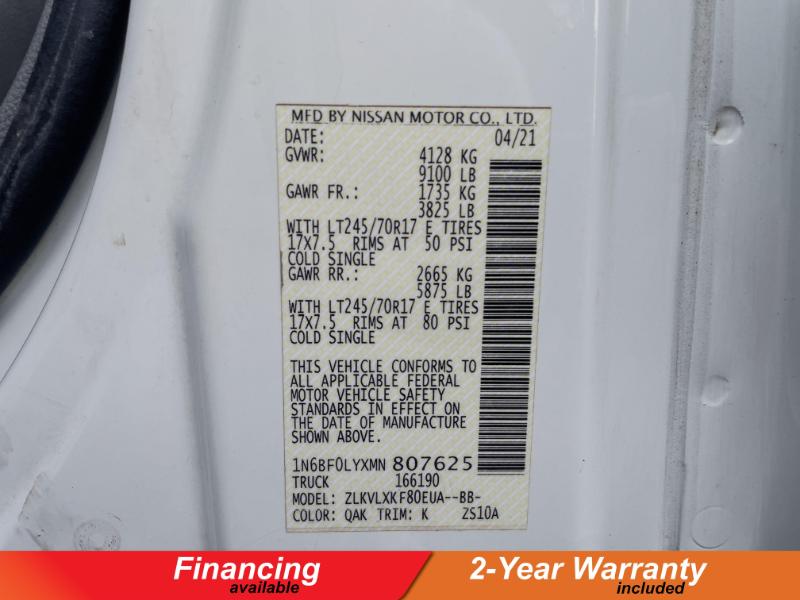 MFD BY NISSAN MOTOR CO., LTD.
DATE: 04/21
GVWR: 4128 KG
9100 LB
GAWR FR.: 1735 KG
3825 LB
WITH LT245/70R17 E TIRES
17X7.5 RIMS AT 50 PSI
COLD SINGLE
GAWR RR.: 2665 KG
5875 LB
WITH LT245/70R17 E TIRES
17X7.5 RIMS AT 80 PSI
COLD SINGLE
THIS VEHICLE CONFORMS TO
ALL APPLICABLE FEDERAL
MOTOR VEHICLE SAFETY
STANDARDS IN EFFECT ON
THE DATE OF MANUFACTURE
SHOWN ABOVE.
1N6BF0LYXMN 807625
TRUCK 166190
MODEL: ZLKVLXKF80EUA--BB-
COLOR: QAK TRIM: K ZS10A
Financing
available
2-Year Warranty
included